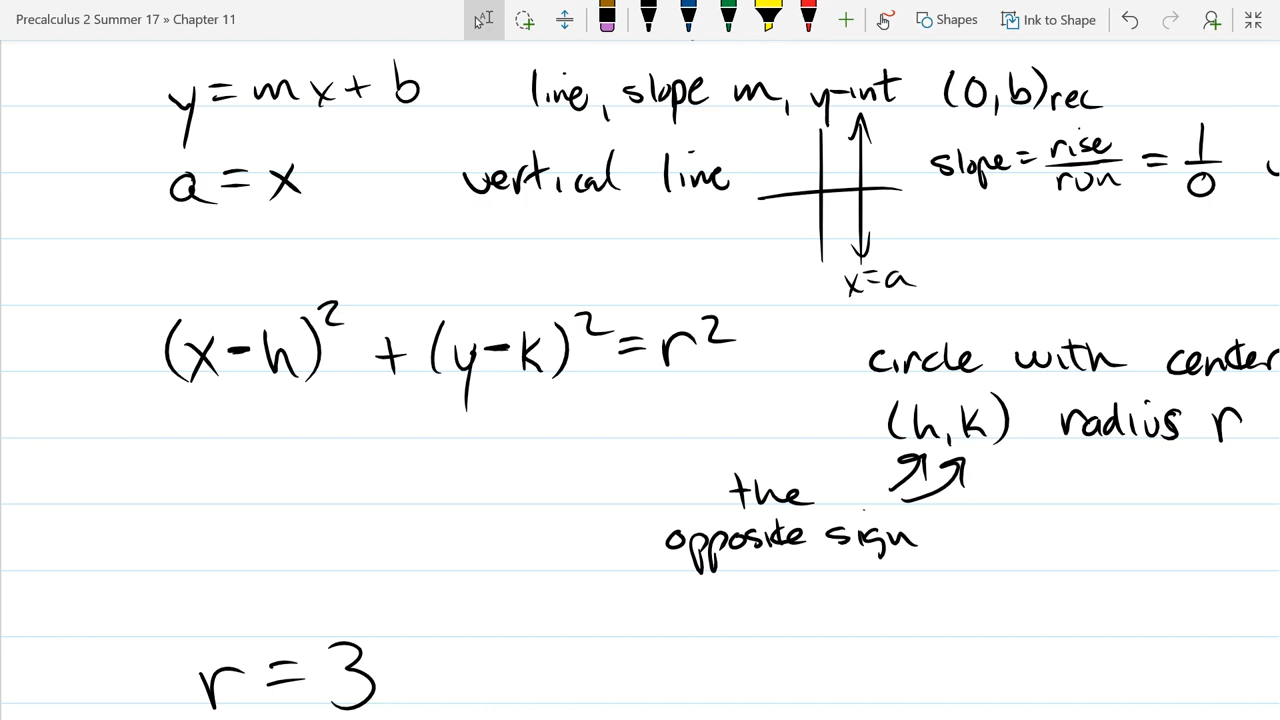 Precalculus 2 Summer 17 » Chapter 11
Shapes
Ink to Shape
y = mx + b line, slope m, y-int (0, b)rec
a = x vertical line slope = rise/run = 1/0
x = a
(x - h)² + (y - k)² = r²
circle with center
(h, k) radius r
the
opposite sign
r = 3